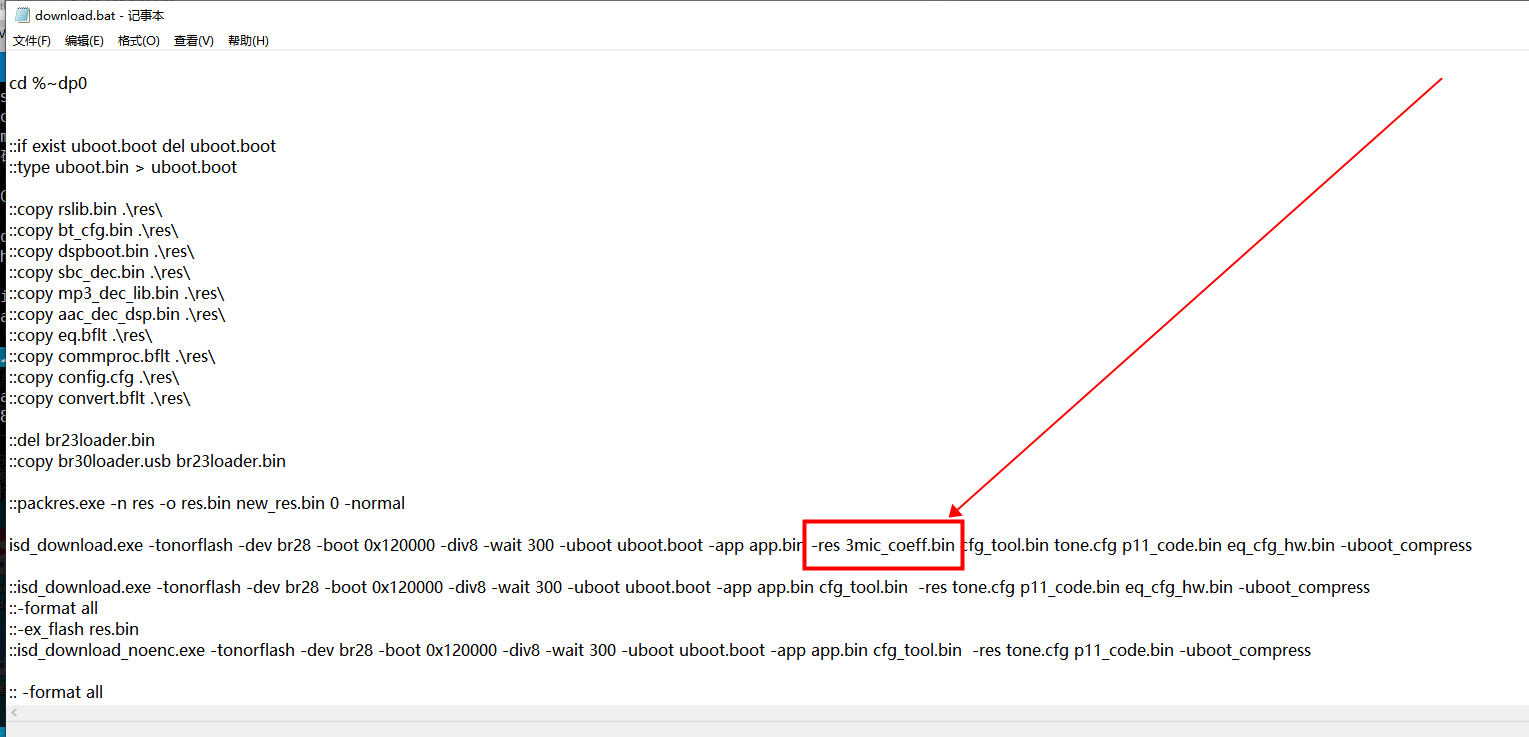 download.bat - 记事本
文件(F) 编辑(E) 格式(O) 查看(V) 帮助(H)
cd %~dp0
::if exist uboot.boot del uboot.boot
::type uboot.bin > uboot.boot
::copy rslib.bin .\res\
::copy bt_cfg.bin .\res\
::copy dspboot.bin .\res\
::copy sbc_dec.bin .\res\
::copy mp3_dec_lib.bin .\res\
::copy aac_dec_dsp.bin .\res\
::copy eq.bflt .\res\
::copy commproc.bflt .\res\
::copy config.cfg .\res\
::copy convert.bflt .\res\
::del br23loader.bin
::copy br30loader.usb br23loader.bin
::packres.exe -n res -o res.bin new_res.bin 0 -normal
isd_download.exe -tonorflash -dev br28 -boot 0x120000 -div8 -wait 300 -uboot uboot.boot -app app.bin -res 3mic_coeff.bin cfg_tool.bin tone.cfg p11_code.bin eq_cfg_hw.bin -uboot_compress
::isd_download.exe -tonorflash -dev br28 -boot 0x120000 -div8 -wait 300 -uboot uboot.boot -app app.bin cfg_tool.bin  -res tone.cfg p11_code.bin eq_cfg_hw.bin -uboot_compress
::-format all
::-ex_flash res.bin
::isd_download_noenc.exe -tonorflash -dev br28 -boot 0x120000 -div8 -wait 300 -uboot uboot.boot -app app.bin cfg_tool.bin  -res tone.cfg p11_code.bin -uboot_compress
:: -format all